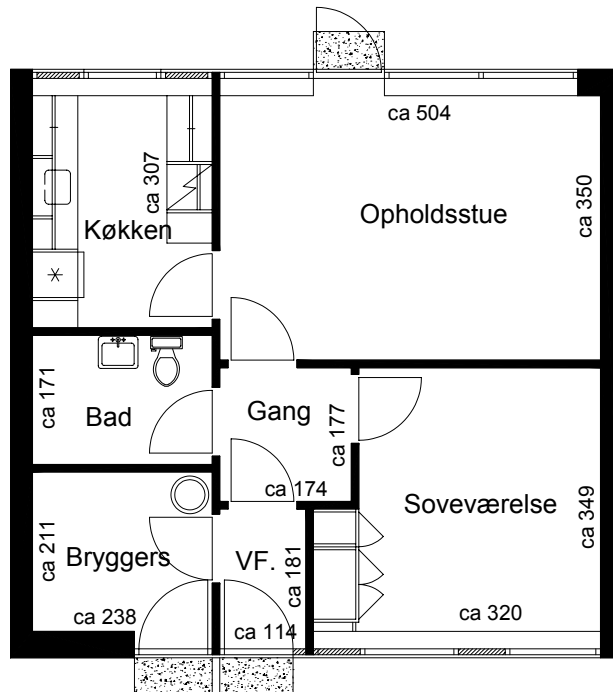 ca 504
ca 307
ca 350
Opholdsstue
Køkken
ca 171
Gang
Bad
ca 177
ca 174
Soveværelse
ca 349
ca 211
Bryggers
VF.
ca 181
ca 238
ca 114
ca 320